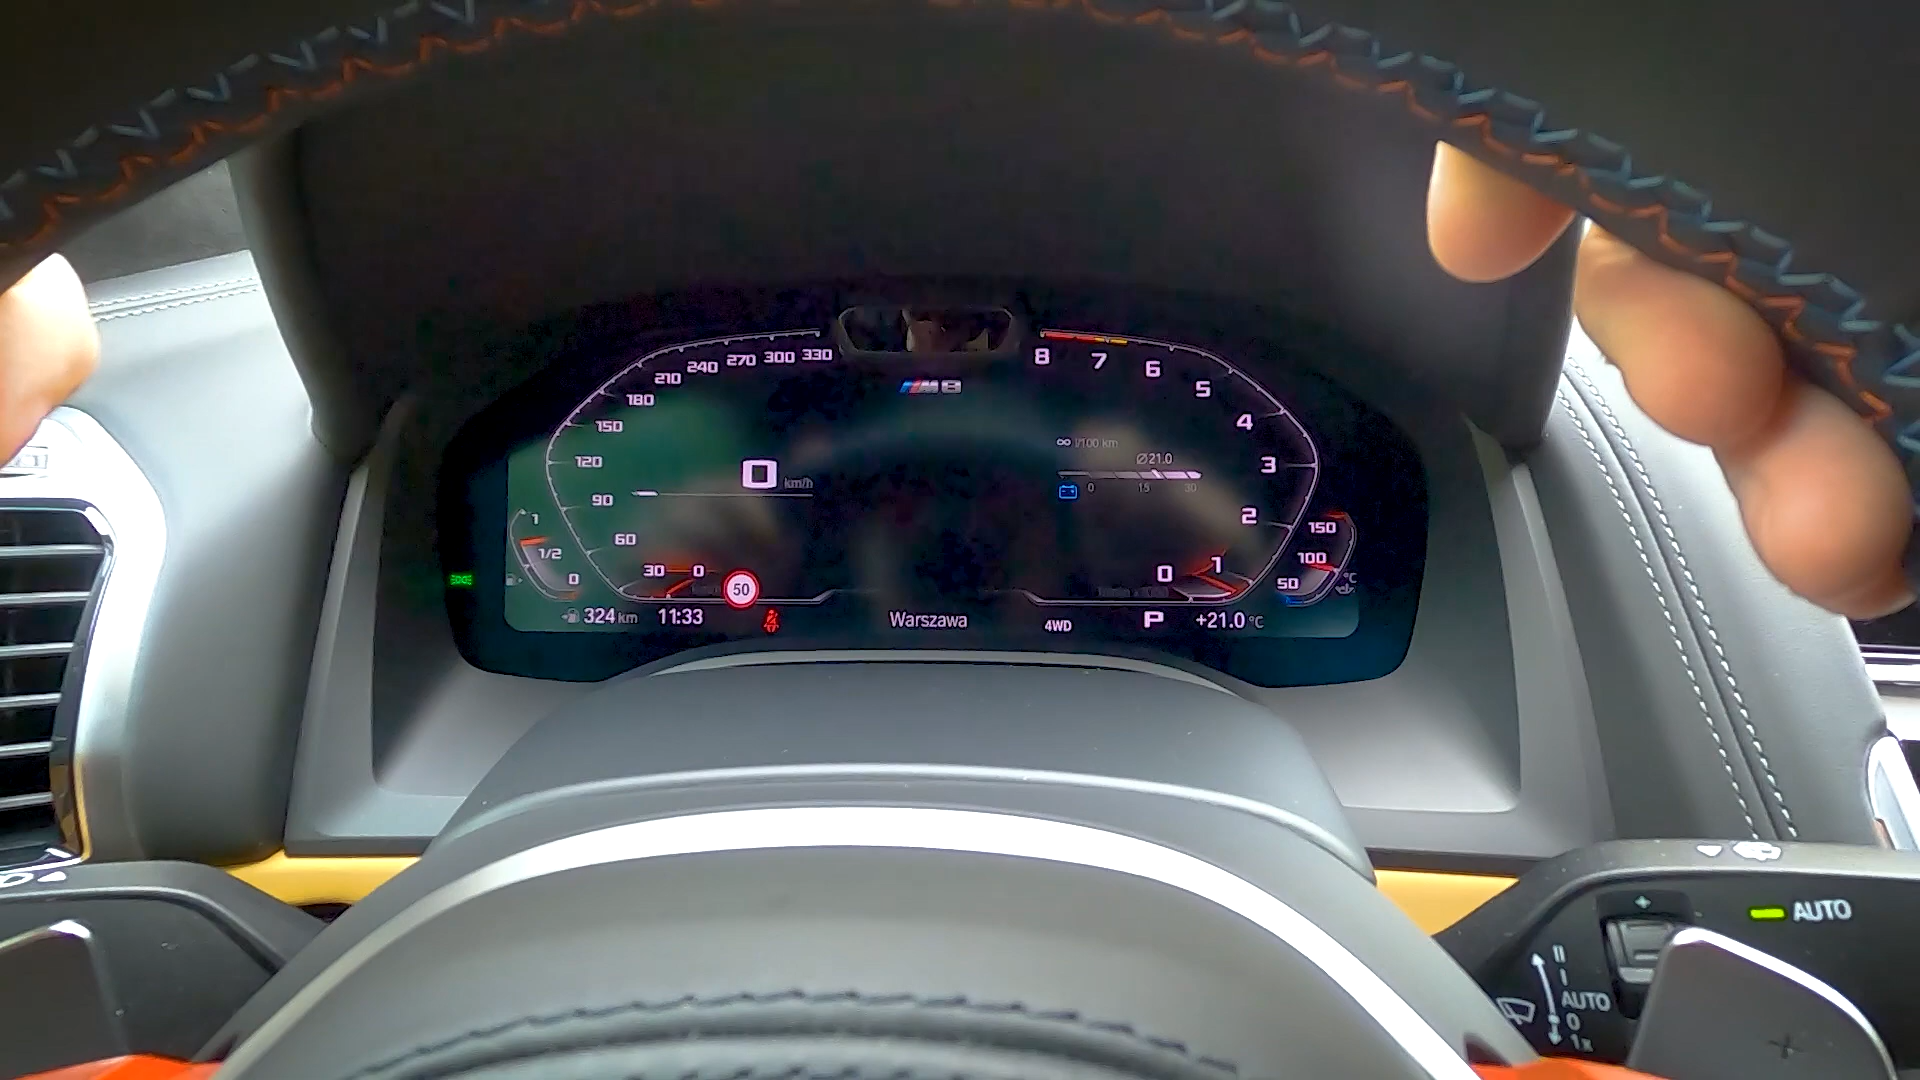 330
300
270
240
210
180
150
120
90
60
30
0
0
km/h
M8
8
7
6
5
4
3
2
1
0
∞ l/100 km
Ø21.0
0 15 30
1
1/2
0
50
150
100
50
°C
324 km 11:33
Warszawa
4WD
P
+21.0 °C
AUTO
+
II
I
AUTO
0
1x
+